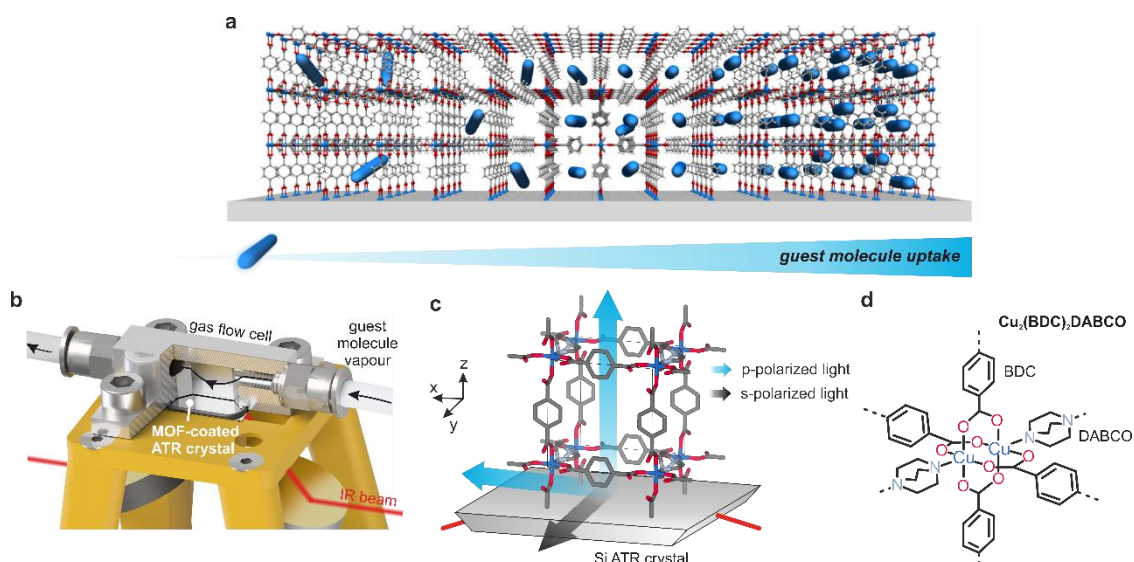 a
guest molecule uptake
b
gas flow cell
guest
molecule
vapour
MOF-coated
ATR crystal
IR beam
c
z
x
y
p-polarized light
s-polarized light
Si ATR crystal
d
Cu₂(BDC)₂DABCO
BDC
O
O
O
O
N
DABCO
Cu
Cu
N
O
O
O
O
N
N